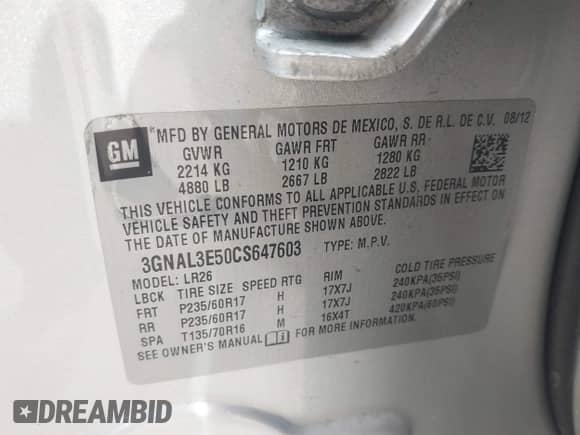 GM
*MFD BY GENERAL MOTORS DE MEXICO, S. DE R.L. DE C.V. 08/12
GVWR GAWR FRT GAWR RR
2214 KG 1210 KG 1280 KG
4880 LB 2667 LB 2822 LB
THIS VEHICLE CONFORMS TO ALL APPLICABLE U.S. FEDERAL MOTOR
VEHICLE SAFETY AND THEFT PREVENTION STANDARDS IN EFFECT ON
THE DATE OF MANUFACTURE SHOWN ABOVE.
3GNAL3E50CS647603 TYPE: M.P.V.
MODEL: LR26
LBCK TIRE SIZE SPEED RTG RIM COLD TIRE PRESSURE
FRT P235/60R17 H 17X7J 240KPA(35PSI)
RR P235/60R17 H 17X7J 240KPA(35PSI)
SPA T135/70R16 M 16X4T 420KPA(60PSI)
SEE OWNER'S MANUAL FOR MORE INFORMATION.
DREAMBID